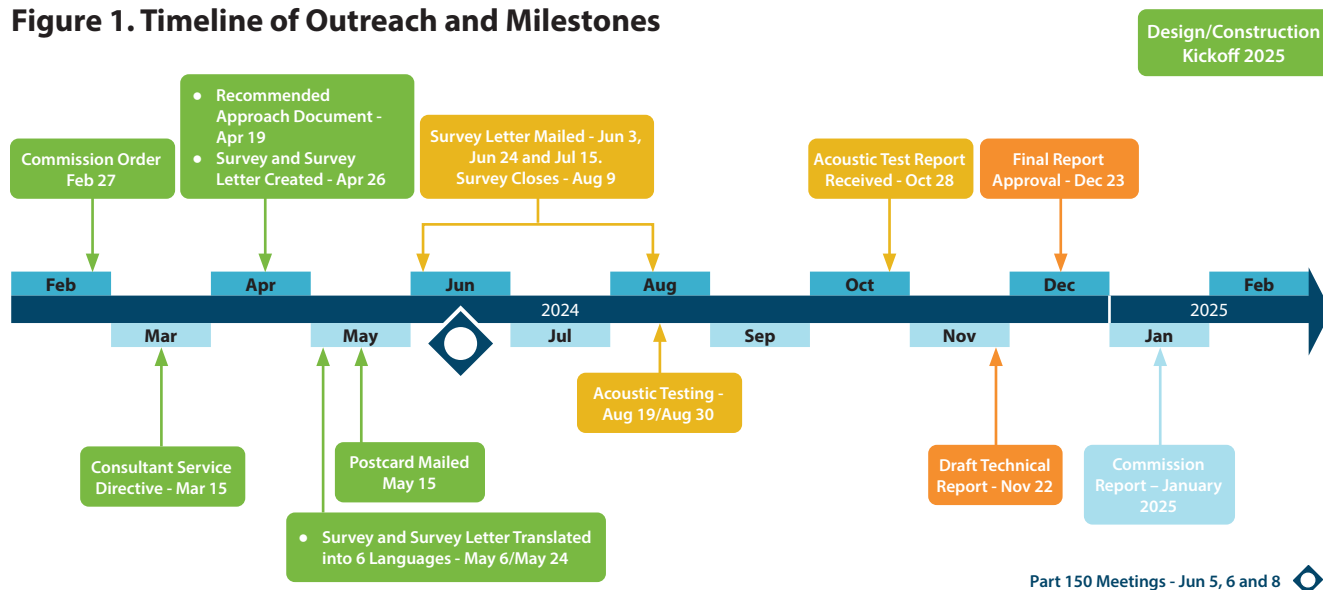 Figure 1. Timeline of Outreach and Milestones
Design/Construction
Kickoff 2025
Commission Order
Feb 27
● Recommended
Approach Document -
Apr 19
● Survey and Survey
Letter Created - Apr 26
Survey Letter Mailed - Jun 3,
Jun 24 and Jul 15.
Survey Closes - Aug 9
Acoustic Test Report
Received - Oct 28
Final Report
Approval - Dec 23
Feb
Apr
Jun
Aug
Oct
Dec
Feb
2024
2025
Mar
May
Jul
Sep
Nov
Jan
Consultant Service
Directive - Mar 15
Postcard Mailed
May 15
● Survey and Survey Letter Translated
into 6 Languages - May 6/May 24
Acoustic Testing -
Aug 19/Aug 30
Draft Technical
Report - Nov 22
Commission
Report – January
2025
Part 150 Meetings - Jun 5, 6 and 8